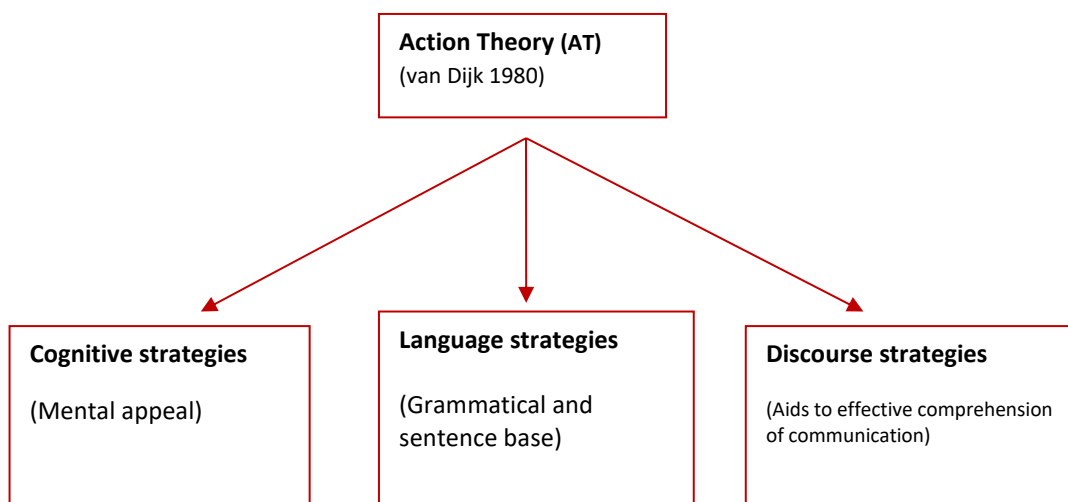 Action Theory (AT)
(van Dijk 1980)
Cognitive strategies
(Mental appeal)
Language strategies
(Grammatical and
sentence base)
Discourse strategies
(Aids to effective comprehension
of communication)